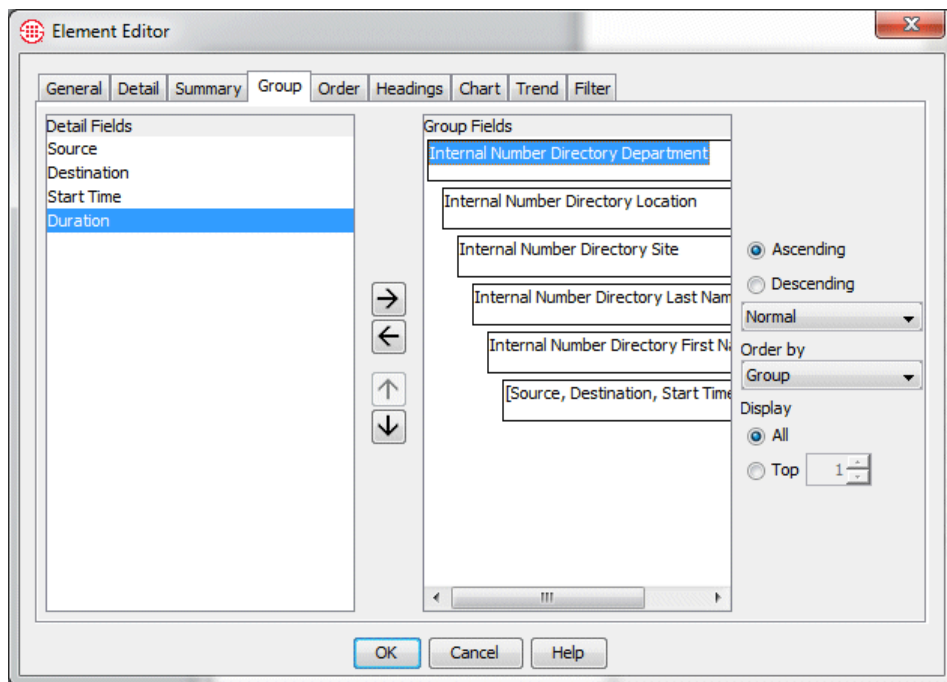 Element Editor
General Detail Summary Group Order Headings Chart Trend Filter
Detail Fields
Source
Destination
Start Time
Duration
Group Fields
Internal Number Directory Department
Internal Number Directory Location
Internal Number Directory Site
Internal Number Directory Last Nam
Internal Number Directory First Na
[Source, Destination, Start Time
Ascending
Descending
Normal
Order by
Group
Display
All
Top 1
OK Cancel Help